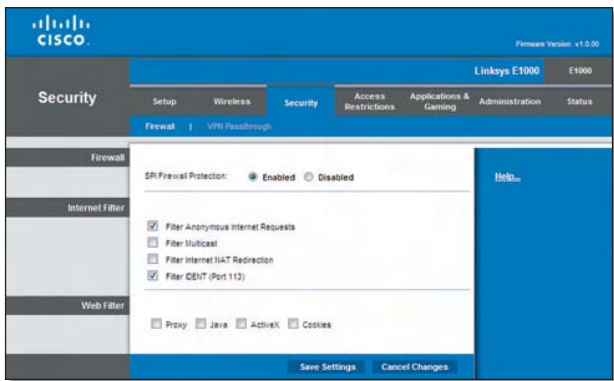 CISCO.
Firmware Version: v1.0.00
Linksys E1000 E1000
Security
Setup Wireless Security Access Restrictions Applications & Gaming Administration Status
Firewall | VPN Passthrough
Firewall
SPI Firewall Protection: Enabled Disabled
Help...
Internet Filter
Filter Anonymous Internet Requests
Filter Multicast
Filter Internet NAT Redirection
Filter IDENT (Port 113)
Web Filter
Proxy Java ActiveX Cookies
Save Settings Cancel Changes